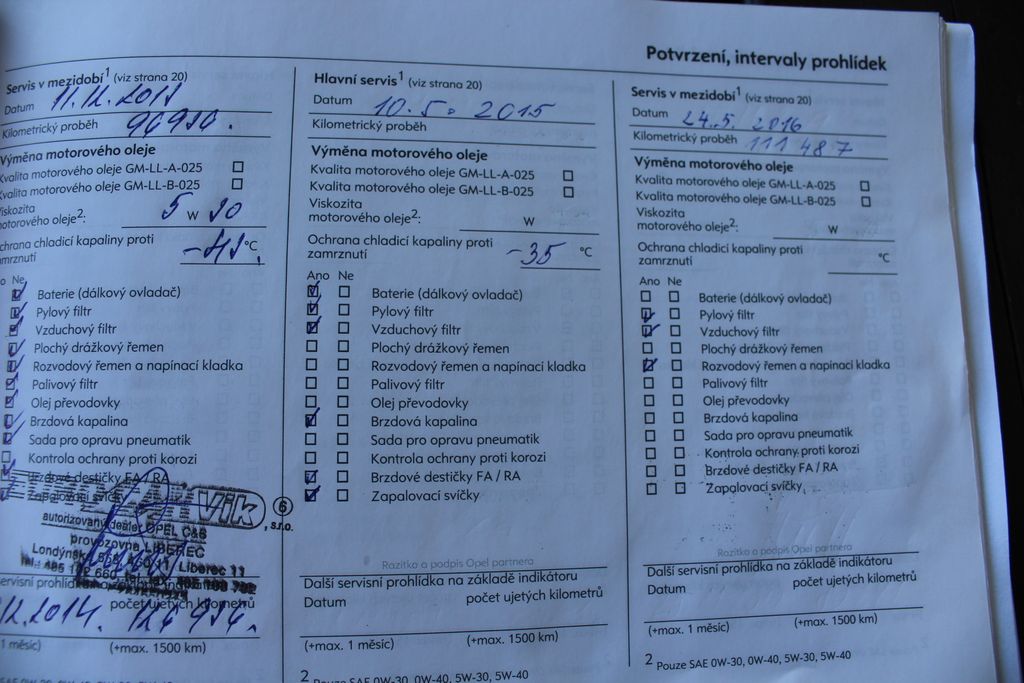 Potvrzení, intervaly prohlídek
Servis v mezidobí1 (viz strana 20)
Datum
Kilometrický proběh
Výměna motorového oleje
Kvalita motorového oleje GM-LL-A-025
Kvalita motorového oleje GM-LL-B-025
Viskozita
motorového oleje2: 5 W 30
Ochrana chladicí kapaliny proti
zamrznutí °C
Ne
Baterie (dálkový ovladač)
Pylový filtr
Vzduchový filtr
Plochý drážkový řemen
Rozvodový řemen a napínací kladka
Palivový filtr
Olej převodovky
Brzdová kapalina
Sada pro opravu pneumatik
Kontrola ochrany proti korozi
Brzdové destičky FA / RA
Zapalovací svíčky
Vik, s.r.o.
6
autorizovaný dealer OPEL C&S
provozovna LIBEREC
Liberec 11
počet ujetých kilometrů
12.2014.
1 měsíc) (+max. 1500 km)
Hlavní servis1 (viz strana 20)
Datum 10.5. 2015
Kilometrický proběh
Výměna motorového oleje
Kvalita motorového oleje GM-LL-A-025
Kvalita motorového oleje GM-LL-B-025
Viskozita
motorového oleje2: W
Ochrana chladicí kapaliny proti
zamrznutí -35 °C
Ano Ne
Baterie (dálkový ovladač)
Pylový filtr
Vzduchový filtr
Plochý drážkový řemen
Rozvodový řemen a napínací kladka
Palivový filtr
Olej převodovky
Brzdová kapalina
Sada pro opravu pneumatik
Kontrola ochrany proti korozi
Brzdové destičky FA / RA
Zapalovací svíčky
Razítko a podpis Opel partnera
Další servisní prohlídka na základě indikátoru
Datum počet ujetých kilometrů
(+max. 1 měsíc) (+max. 1500 km)
2 Pouze SAE 0W-30, 0W-40, 5W-30, 5W-40
Servis v mezidobí1 (viz strana 20)
Datum 24.5. 2016
Kilometrický proběh 111 487
Výměna motorového oleje
Kvalita motorového oleje GM-LL-A-025
Kvalita motorového oleje GM-LL-B-025
Viskozita
motorového oleje2: W
Ochrana chladicí kapaliny proti
zamrznutí °C
Ano Ne
Baterie (dálkový ovladač)
Pylový filtr
Vzduchový filtr
Plochý drážkový řemen
Rozvodový řemen a napínací kladka
Palivový filtr
Olej převodovky
Brzdová kapalina
Sada pro opravu pneumatik
Kontrola ochrany proti korozi
Brzdové destičky FA / RA
Zapalovací svíčky
Razítko a podpis Opel partnera
Další servisní prohlídka na základě indikátoru
Datum počet ujetých kilometrů
(+max. 1 měsíc) (+max. 1500 km)
2 Pouze SAE 0W-30, 0W-40, 5W-30, 5W-40